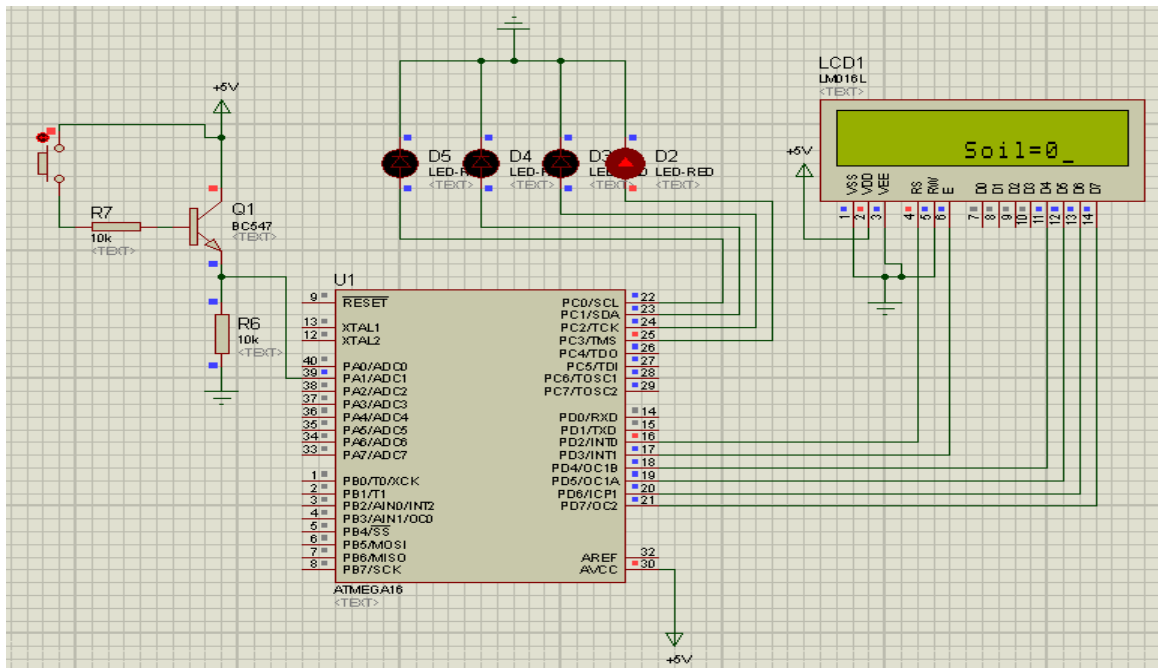 +5V
R7
10k
<TEXT>
Q1
BC547
<TEXT>
R6
10k
<TEXT>
D5
LED-R
<TEXT>
D4
LED-R
<TEXT>
D3
<TEXT>
D2
LED-RED
<TEXT>
LCD1
LM016L
<TEXT>
Soil=0_
+5V
VSS VDD VEE RS RW E D0 D1 D2 D3 D4 D5 D6 D7
1 2 3 4 5 6 7 8 9 10 11 12 13 14
U1
9 RESET
13 XTAL1
12 XTAL2
40 PA0/ADC0
39 PA1/ADC1
38 PA2/ADC2
37 PA3/ADC3
36 PA4/ADC4
35 PA5/ADC5
34 PA6/ADC6
33 PA7/ADC7
1 PB0/T0/XCK
2 PB1/T1
3 PB2/AIN0/INT2
4 PB3/AIN1/OC0
5 PB4/SS
6 PB5/MOSI
7 PB6/MISO
8 PB7/SCK
PC0/SCL 22
PC1/SDA 23
PC2/TCK 24
PC3/TMS 25
PC4/TDO 26
PC5/TDI 27
PC6/TOSC1 28
PC7/TOSC2 29
PD0/RXD 14
PD1/TXD 15
PD2/INT0 16
PD3/INT1 17
PD4/OC1B 18
PD5/OC1A 19
PD6/ICP1 20
PD7/OC2 21
AREF 32
AVCC 30
ATMEGA16
<TEXT>
+5V